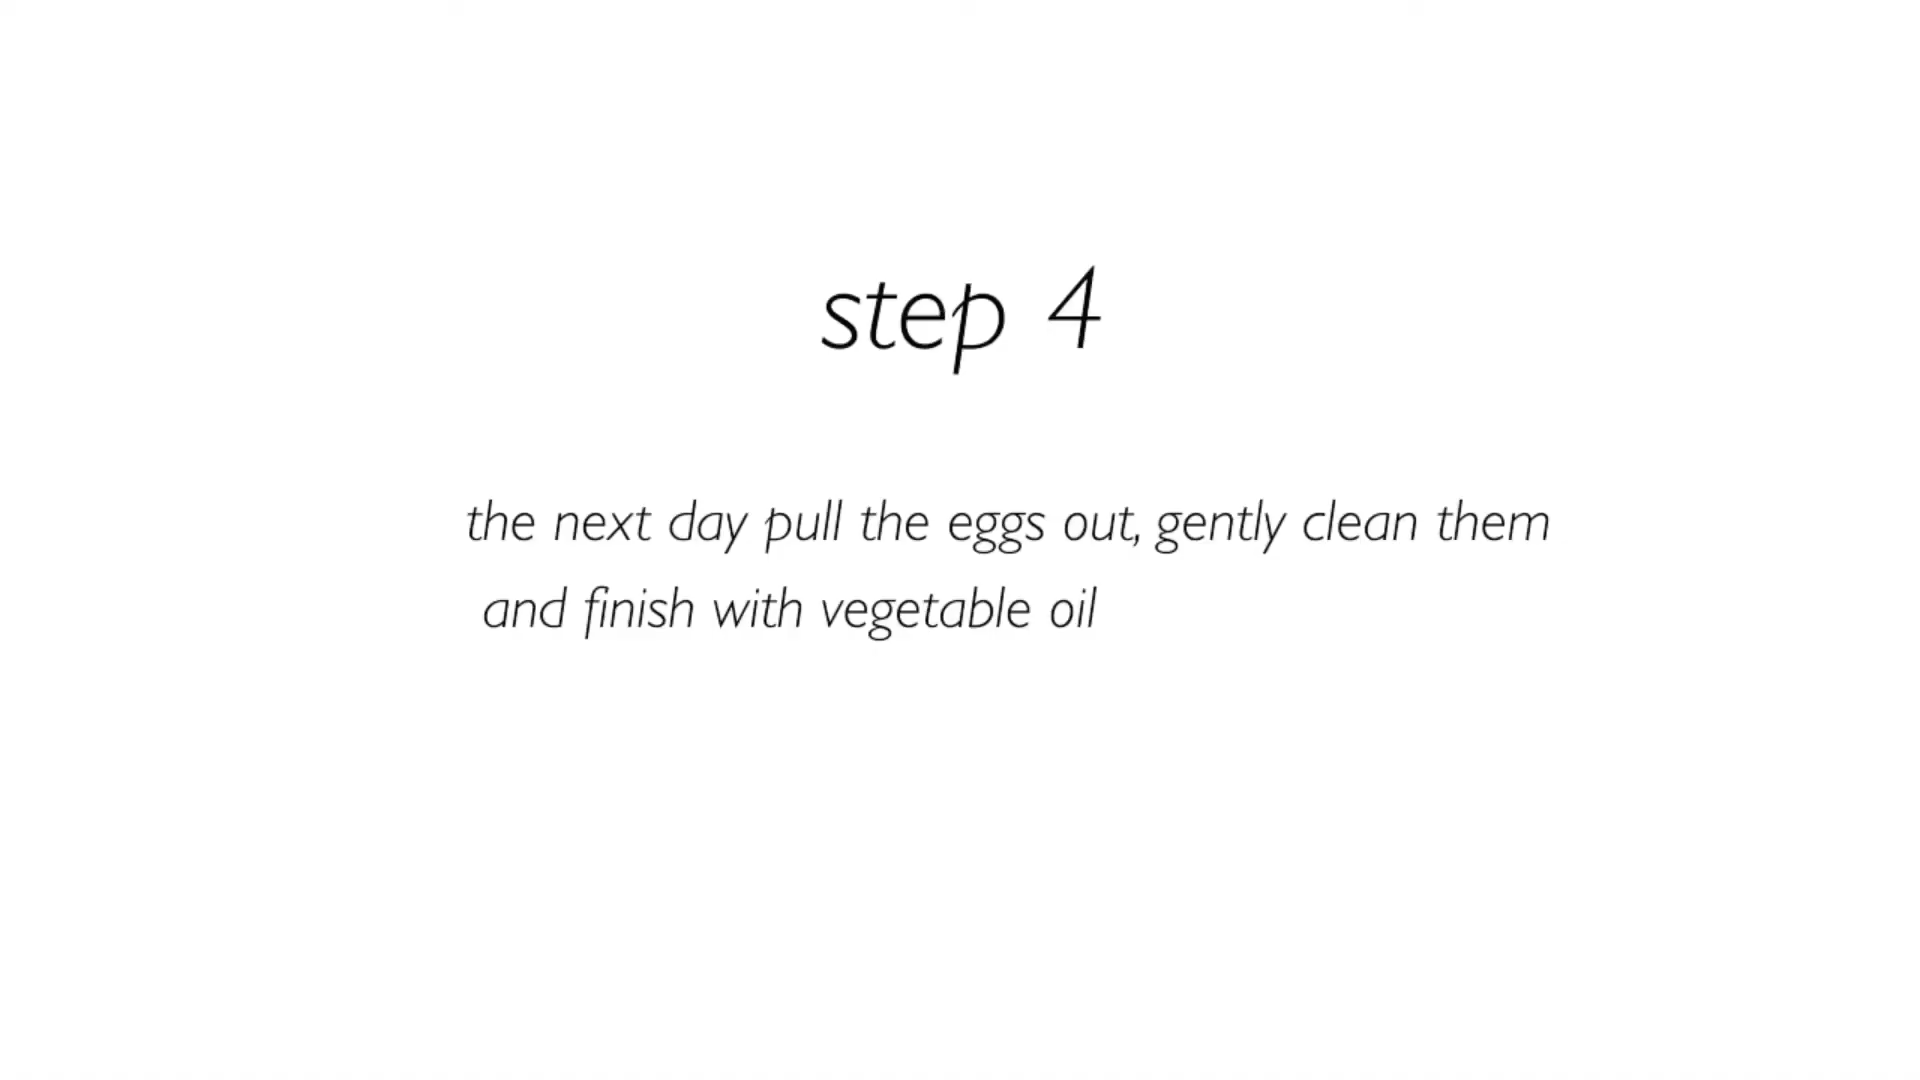 step 4
the next day pull the eggs out, gently clean them
and finish with vegetable oil